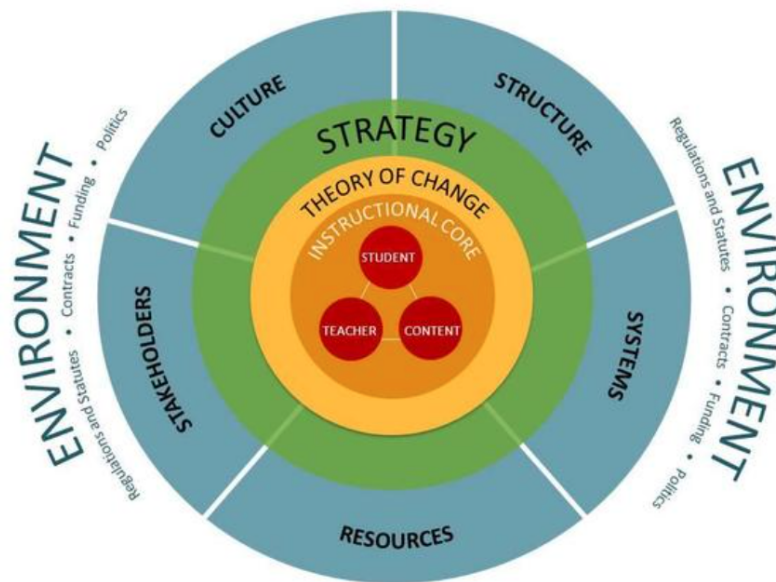 ENVIRONMENT
Regulations and Statutes • Contracts • Funding • Politics
CULTURE
STRUCTURE
STRATEGY
THEORY OF CHANGE
INSTRUCTIONAL CORE
STUDENT
TEACHER
CONTENT
STAKEHOLDERS
SYSTEMS
RESOURCES
ENVIRONMENT
Regulations and Statutes • Contracts • Funding • Politics